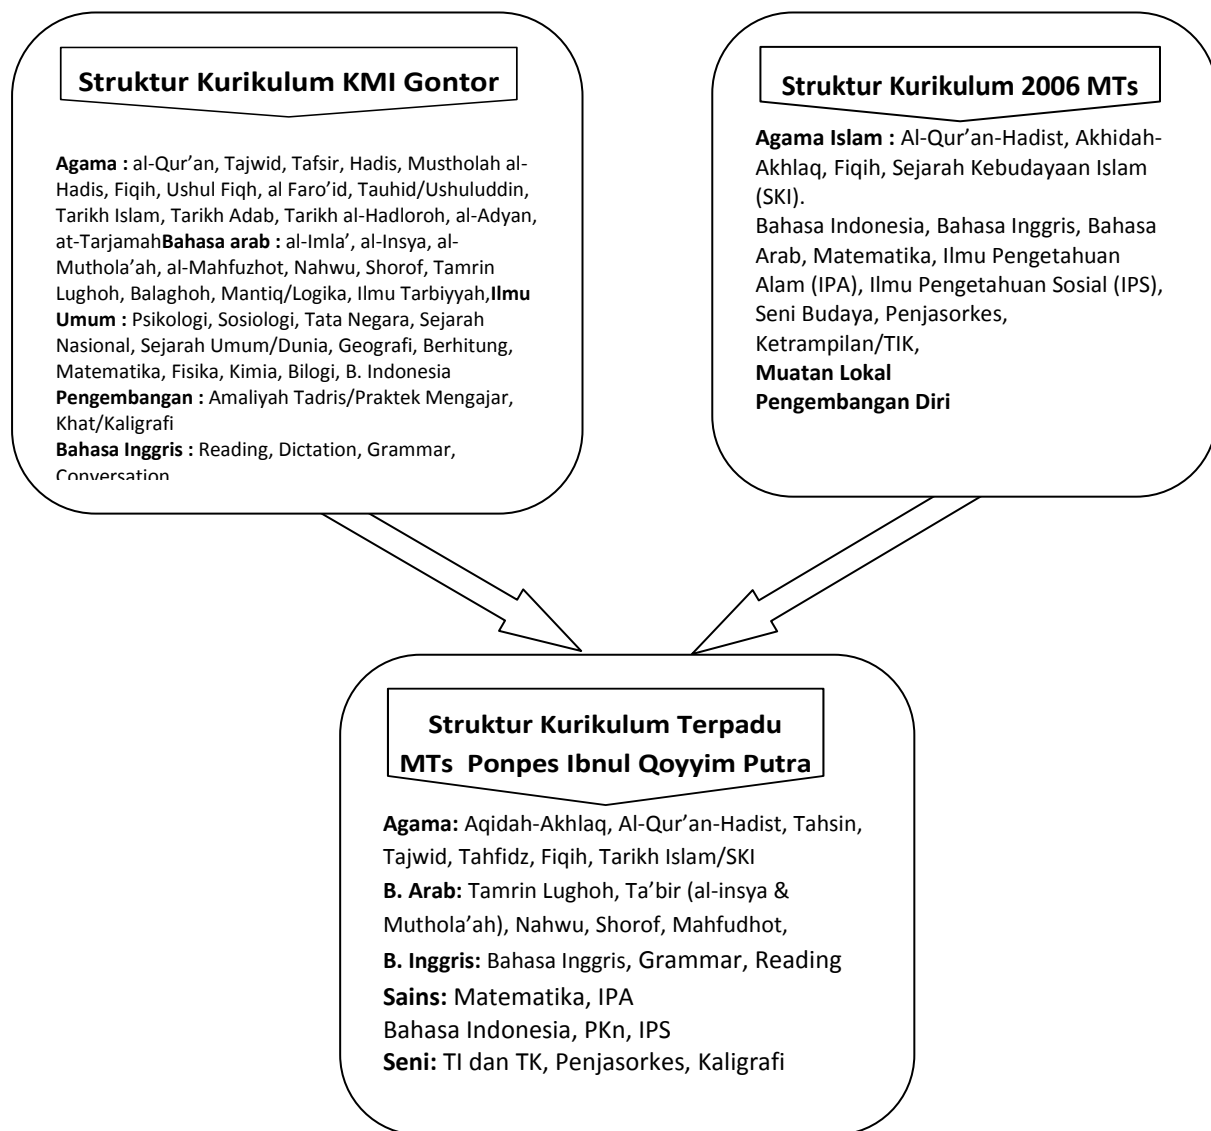 Struktur Kurikulum KMI Gontor
Agama : al-Qur’an, Tajwid, Tafsir, Hadis, Mustholah al-
Hadis, Fiqih, Ushul Fiqh, al Faro’id, Tauhid/Ushuluddin,
Tarikh Islam, Tarikh Adab, Tarikh al-Hadloroh, al-Adyan,
at-TarjamahBahasa arab : al-Imla’, al-Insya, al-
Muthola’ah, al-Mahfuzhot, Nahwu, Shorof, Tamrin
Lughoh, Balaghoh, Mantiq/Logika, Ilmu Tarbiyyah,Ilmu
Umum : Psikologi, Sosiologi, Tata Negara, Sejarah
Nasional, Sejarah Umum/Dunia, Geografi, Berhitung,
Matematika, Fisika, Kimia, Bilogi, B. Indonesia
Pengembangan : Amaliyah Tadris/Praktek Mengajar,
Khat/Kaligrafi
Bahasa Inggris : Reading, Dictation, Grammar,
Conversation
Struktur Kurikulum 2006 MTs
Agama Islam : Al-Qur’an-Hadist, Akhidah-
Akhlaq, Fiqih, Sejarah Kebudayaan Islam
(SKI).
Bahasa Indonesia, Bahasa Inggris, Bahasa
Arab, Matematika, Ilmu Pengetahuan
Alam (IPA), Ilmu Pengetahuan Sosial (IPS),
Seni Budaya, Penjasorkes,
Ketrampilan/TIK,
Muatan Lokal
Pengembangan Diri
Struktur Kurikulum Terpadu
MTs  Ponpes Ibnul Qoyyim Putra
Agama: Aqidah-Akhlaq, Al-Qur’an-Hadist, Tahsin,
Tajwid, Tahfidz, Fiqih, Tarikh Islam/SKI
B. Arab: Tamrin Lughoh, Ta’bir (al-insya &
Muthola’ah), Nahwu, Shorof, Mahfudhot,
B. Inggris: Bahasa Inggris, Grammar, Reading
Sains: Matematika, IPA
Bahasa Indonesia, PKn, IPS
Seni: TI dan TK, Penjasorkes, Kaligrafi